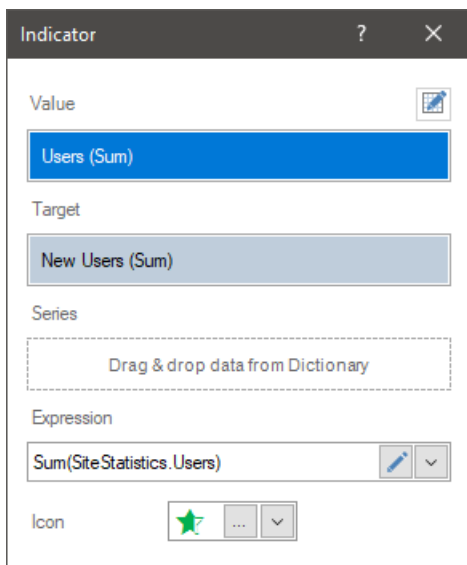 Indicator ?
Value
Users (Sum)
Target
New Users (Sum)
Series
Drag & drop data from Dictionary
Expression
Sum(SiteStatistics.Users)
Icon ...